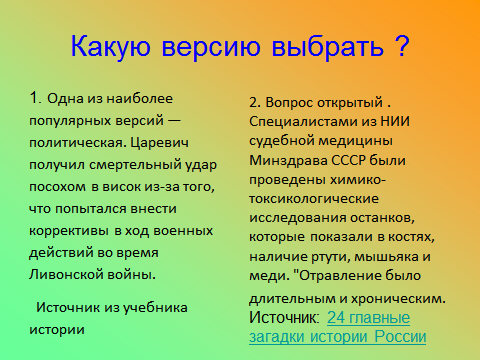 Какую версию выбрать ?
1. Одна из наиболее
популярных версий —
политическая. Царевич
получил смертельный удар
посохом в висок из-за того,
что попытался внести
коррективы в ход военных
действий во время
Ливонской войны.
Источник из учебника
истории
2. Вопрос открытый .
Специалистами из НИИ
судебной медицины
Минздрава СССР были
проведены химико-
токсикологические
исследования останков,
которые показали в костях,
наличие ртути, мышьяка и
меди. "Отравление было
длительным и хроническим.
Источник: 24 главные
загадки истории России